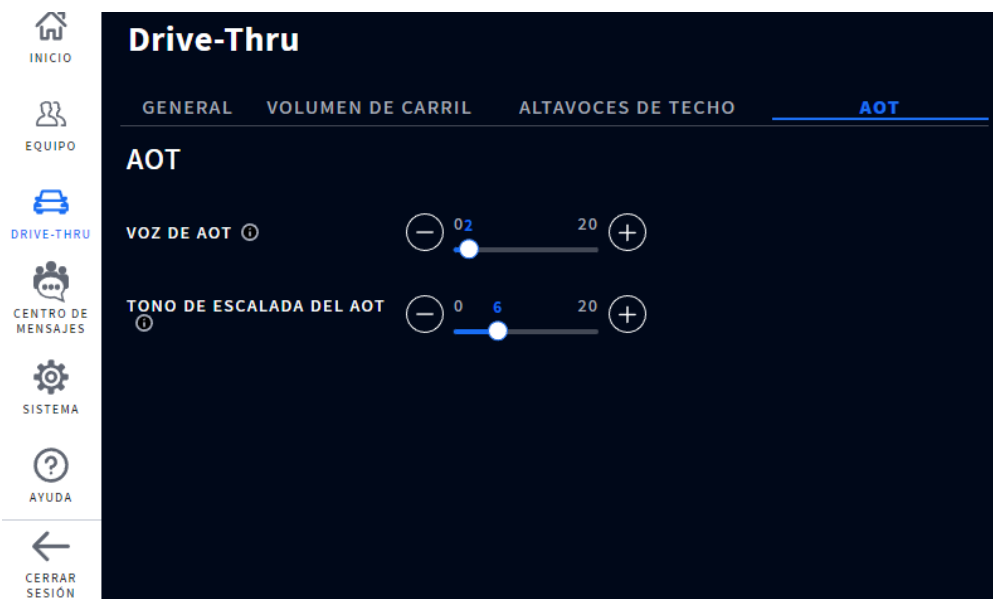 INICIO
EQUIPO
DRIVE-THRU
CENTRO DE
MENSAJES
SISTEMA
AYUDA
CERRAR
SESIÓN
Drive-Thru
GENERAL VOLUMEN DE CARRIL ALTAVOCES DE TECHO AOT
AOT
VOZ DE AOT 0 2 20
TONO DE ESCALADA DEL AOT 0 6 20